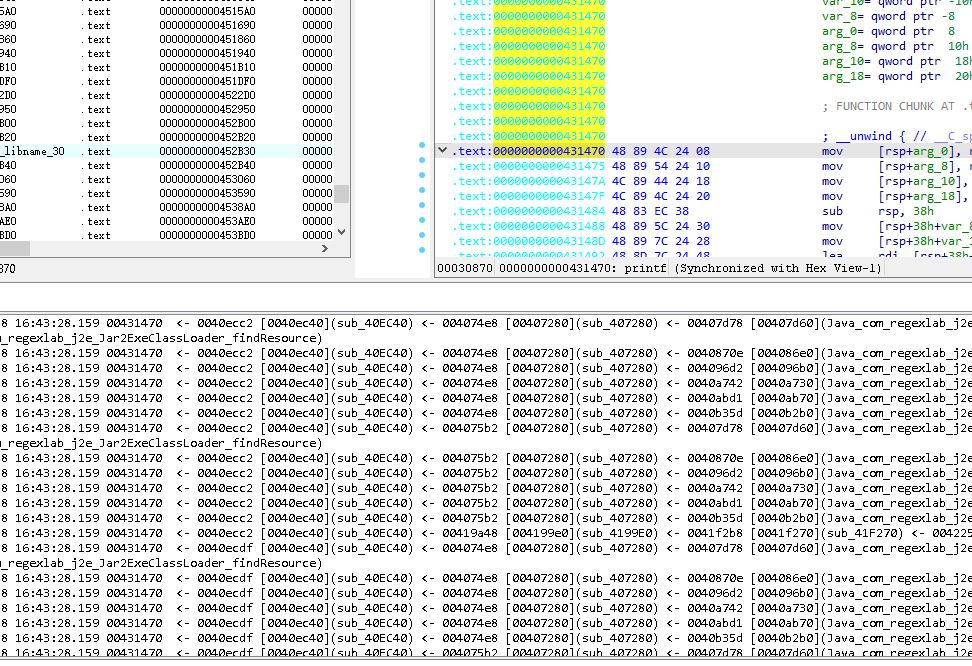 5A0 .text 00000000004515A0 00000
690 .text 0000000000451690 00000
860 .text 0000000000451860 00000
940 .text 0000000000451940 00000
B10 .text 0000000000451B10 00000
DF0 .text 0000000000451DF0 00000
2D0 .text 00000000004522D0 00000
950 .text 0000000000452950 00000
B00 .text 0000000000452B00 00000
B20 .text 0000000000452B20 00000
_libname_30 .text 0000000000452B30 00000
B40 .text 0000000000452B40 00000
060 .text 0000000000453060 00000
590 .text 0000000000453590 00000
8A0 .text 00000000004538A0 00000
AE0 .text 0000000000453AE0 00000
BD0 .text 0000000000453BD0 00000
870
.text:0000000000431470 var_10= qword ptr -10h
.text:0000000000431470 var_8= qword ptr -8
.text:0000000000431470 arg_0= qword ptr 8
.text:0000000000431470 arg_8= qword ptr 10h
.text:0000000000431470 arg_10= qword ptr 18h
.text:0000000000431470 arg_18= qword ptr 20h
.text:0000000000431470
.text:0000000000431470 ; FUNCTION CHUNK AT .t
.text:0000000000431470
.text:0000000000431470 ; __unwind { // __C_sp
.text:0000000000431470 48 89 4C 24 08 mov [rsp+arg_0], r
.text:0000000000431475 48 89 54 24 10 mov [rsp+arg_8], r
.text:000000000043147A 4C 89 44 24 18 mov [rsp+arg_10],
.text:000000000043147F 4C 89 4C 24 20 mov [rsp+arg_18],
.text:0000000000431484 48 83 EC 38 sub rsp, 38h
.text:0000000000431488 48 89 5C 24 30 mov [rsp+38h+var_8
.text:000000000043148D 48 89 7C 24 28 mov [rsp+38h+var_1
.text:0000000000431492 48 8D 7C 24 48 lea rdi, [rsp+38h+
00030870 0000000000431470: printf (Synchronized with Hex View-1)
8 16:43:28.159 00431470 <- 0040ecc2 [0040ec40](sub_40EC40) <- 004074e8 [00407280](sub_407280) <- 00407d78 [00407d60](Java_com_regexlab_j2e
m_regexlab_j2e_Jar2ExeClassLoader_findResource)
8 16:43:28.159 00431470 <- 0040ecc2 [0040ec40](sub_40EC40) <- 004074e8 [00407280](sub_407280) <- 0040870e [004086e0](Java_com_regexlab_j2e
8 16:43:28.159 00431470 <- 0040ecc2 [0040ec40](sub_40EC40) <- 004074e8 [00407280](sub_407280) <- 004096d2 [004096b0](Java_com_regexlab_j2e
8 16:43:28.159 00431470 <- 0040ecc2 [0040ec40](sub_40EC40) <- 004074e8 [00407280](sub_407280) <- 0040a742 [0040a730](Java_com_regexlab_j2e
8 16:43:28.159 00431470 <- 0040ecc2 [0040ec40](sub_40EC40) <- 004074e8 [00407280](sub_407280) <- 0040abd1 [0040ab70](Java_com_regexlab_j2e
8 16:43:28.159 00431470 <- 0040ecc2 [0040ec40](sub_40EC40) <- 004074e8 [00407280](sub_407280) <- 0040b35d [0040b2b0](Java_com_regexlab_j2e
8 16:43:28.159 00431470 <- 0040ecc2 [0040ec40](sub_40EC40) <- 004075b2 [00407280](sub_407280) <- 00407d78 [00407d60](Java_com_regexlab_j2e
m_regexlab_j2e_Jar2ExeClassLoader_findResource)
8 16:43:28.159 00431470 <- 0040ecc2 [0040ec40](sub_40EC40) <- 004075b2 [00407280](sub_407280) <- 0040870e [004086e0](Java_com_regexlab_j2e
8 16:43:28.159 00431470 <- 0040ecc2 [0040ec40](sub_40EC40) <- 004075b2 [00407280](sub_407280) <- 004096d2 [004096b0](Java_com_regexlab_j2e
8 16:43:28.159 00431470 <- 0040ecc2 [0040ec40](sub_40EC40) <- 004075b2 [00407280](sub_407280) <- 0040a742 [0040a730](Java_com_regexlab_j2e
8 16:43:28.159 00431470 <- 0040ecc2 [0040ec40](sub_40EC40) <- 004075b2 [00407280](sub_407280) <- 0040abd1 [0040ab70](Java_com_regexlab_j2e
8 16:43:28.159 00431470 <- 0040ecc2 [0040ec40](sub_40EC40) <- 004075b2 [00407280](sub_407280) <- 0040b35d [0040b2b0](Java_com_regexlab_j2e
8 16:43:28.159 00431470 <- 0040ecc2 [0040ec40](sub_40EC40) <- 00419a48 [004199e0](sub_4199E0) <- 0041f2b8 [0041f270](sub_41F270) <- 004225
8 16:43:28.159 00431470 <- 0040ecdf [0040ec40](sub_40EC40) <- 004074e8 [00407280](sub_407280) <- 00407d78 [00407d60](Java_com_regexlab_j2e
m_regexlab_j2e_Jar2ExeClassLoader_findResource)
8 16:43:28.159 00431470 <- 0040ecdf [0040ec40](sub_40EC40) <- 004074e8 [00407280](sub_407280) <- 0040870e [004086e0](Java_com_regexlab_j2e
8 16:43:28.159 00431470 <- 0040ecdf [0040ec40](sub_40EC40) <- 004074e8 [00407280](sub_407280) <- 004096d2 [004096b0](Java_com_regexlab_j2e
8 16:43:28.159 00431470 <- 0040ecdf [0040ec40](sub_40EC40) <- 004074e8 [00407280](sub_407280) <- 0040a742 [0040a730](Java_com_regexlab_j2e
8 16:43:28.159 00431470 <- 0040ecdf [0040ec40](sub_40EC40) <- 004074e8 [00407280](sub_407280) <- 0040abd1 [0040ab70](Java_com_regexlab_j2e
8 16:43:28.159 00431470 <- 0040ecdf [0040ec40](sub_40EC40) <- 004074e8 [00407280](sub_407280) <- 0040b35d [0040b2b0](Java_com_regexlab_j2e
8 16:43:28.159 00431470 <- 0040ecdf [0040ec40](sub_40EC40) <- 004075b2 [00407280](sub_407280) <- 00407d78 [00407d60](Java_com_regexlab_j2e